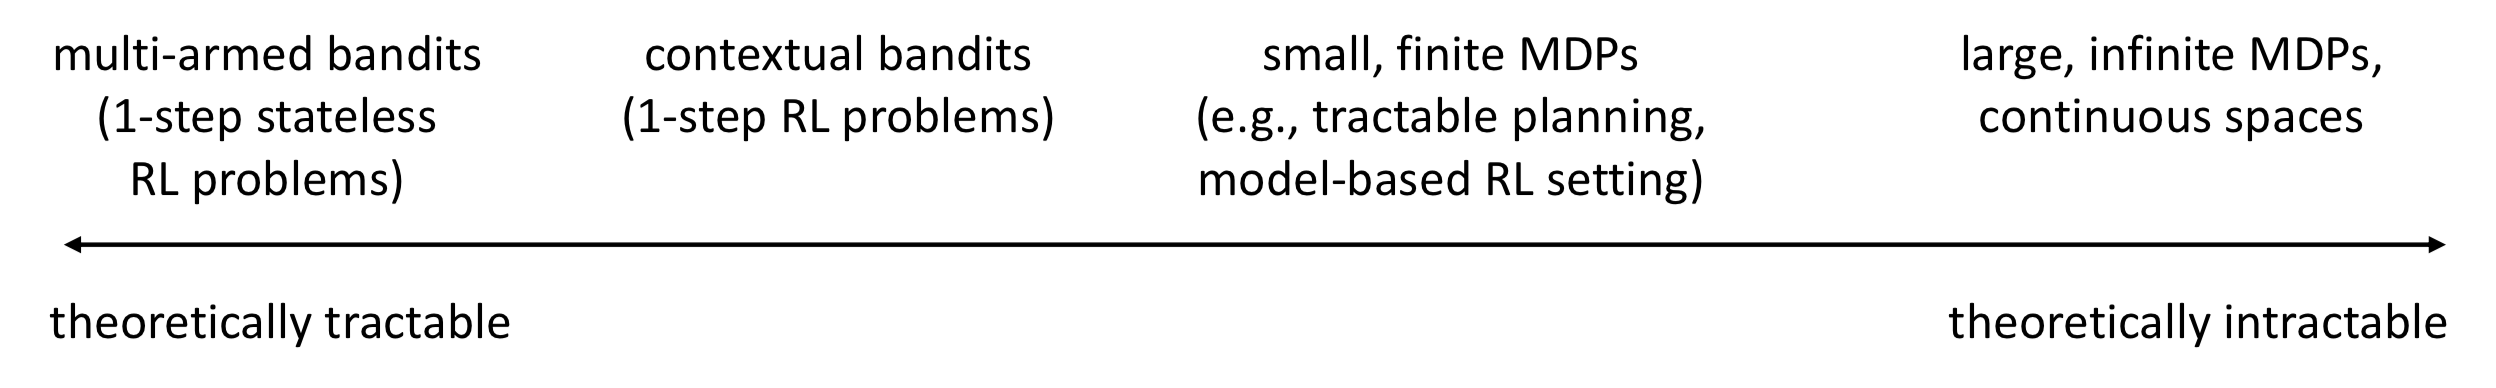 multi-armed bandits
(1-step stateless
RL problems)
contextual bandits
(1-step RL problems)
small, finite MDPs
(e.g., tractable planning,
model-based RL setting)
large, infinite MDPs,
continuous spaces
theoretically tractable
theoretically intractable